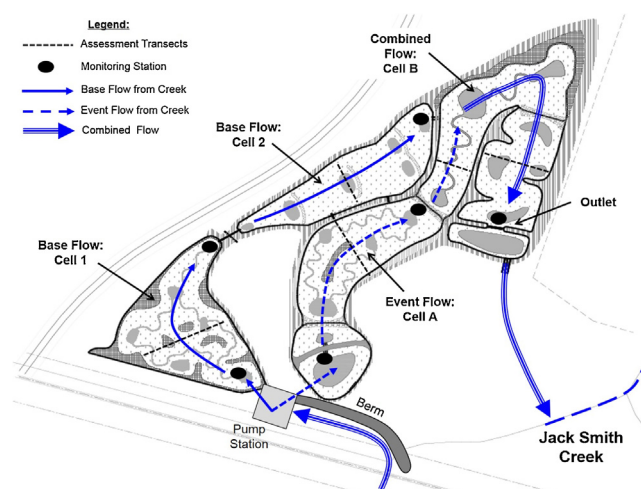 Legend:
Assessment Transects
Monitoring Station
Base Flow from Creek
Event Flow from Creek
Combined Flow
Combined
Flow:
Cell B
Base Flow:
Cell 2
Outlet
Base Flow:
Cell 1
Event Flow:
Cell A
Berm
Pump
Station
Jack Smith
Creek